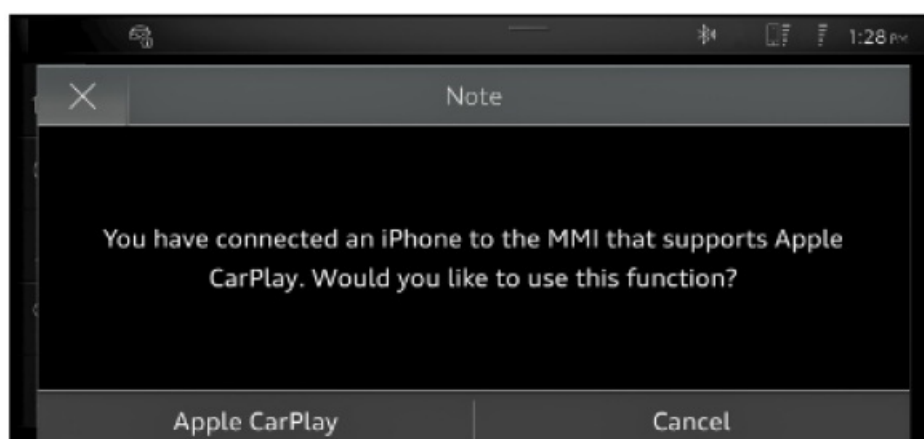 1:28 PM
Note
You have connected an iPhone to the MMI that supports Apple
CarPlay. Would you like to use this function?
Apple CarPlay
Cancel